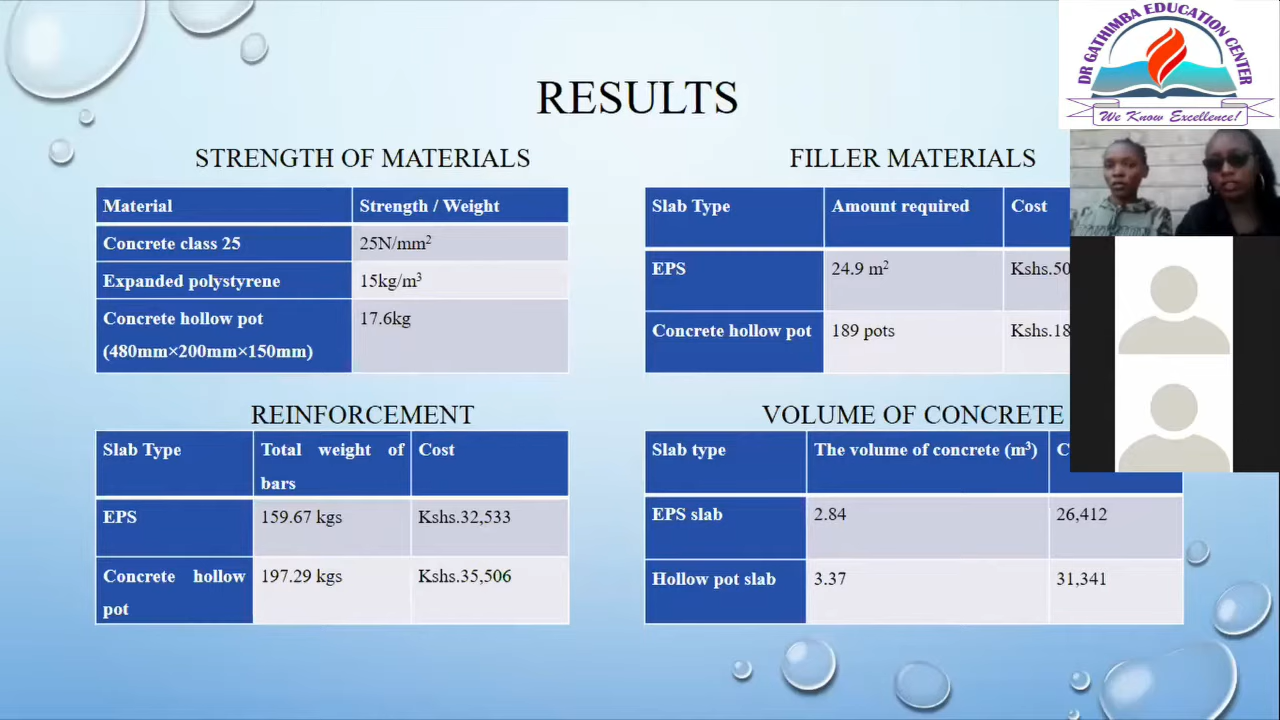 DR GATHIMBA EDUCATION CENTER
We Know Excellence!
RESULTS
STRENGTH OF MATERIALS
Material Strength / Weight
Concrete class 25 25N/mm²
Expanded polystyrene 15kg/m³
Concrete hollow pot 17.6kg
(480mm×200mm×150mm)
FILLER MATERIALS
Slab Type Amount required Cost
EPS 24.9 m² Kshs.50
Concrete hollow pot 189 pots Kshs.18
REINFORCEMENT
Slab Type Total weight of Cost
bars
EPS 159.67 kgs Kshs.32,533
Concrete hollow 197.29 kgs Kshs.35,506
pot
VOLUME OF CONCRETE
Slab type The volume of concrete (m³) C
EPS slab 2.84 26,412
Hollow pot slab 3.37 31,341